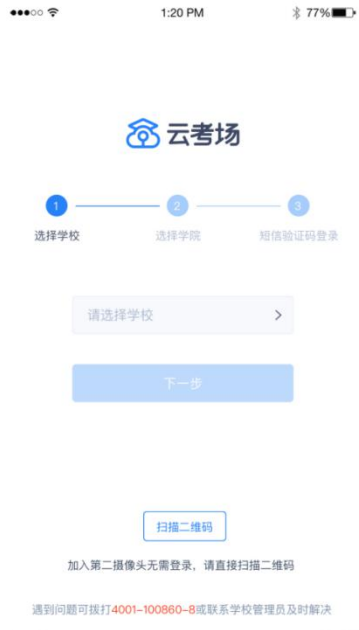 1:20 PM
77%
云考场
1
2
3
选择学校
选择学院
短信验证码登录
请选择学校
下一步
扫描二维码
加入第二摄像头无需登录，请直接扫描二维码
遇到问题可拨打4001-100860-8或联系学校管理员及时解决